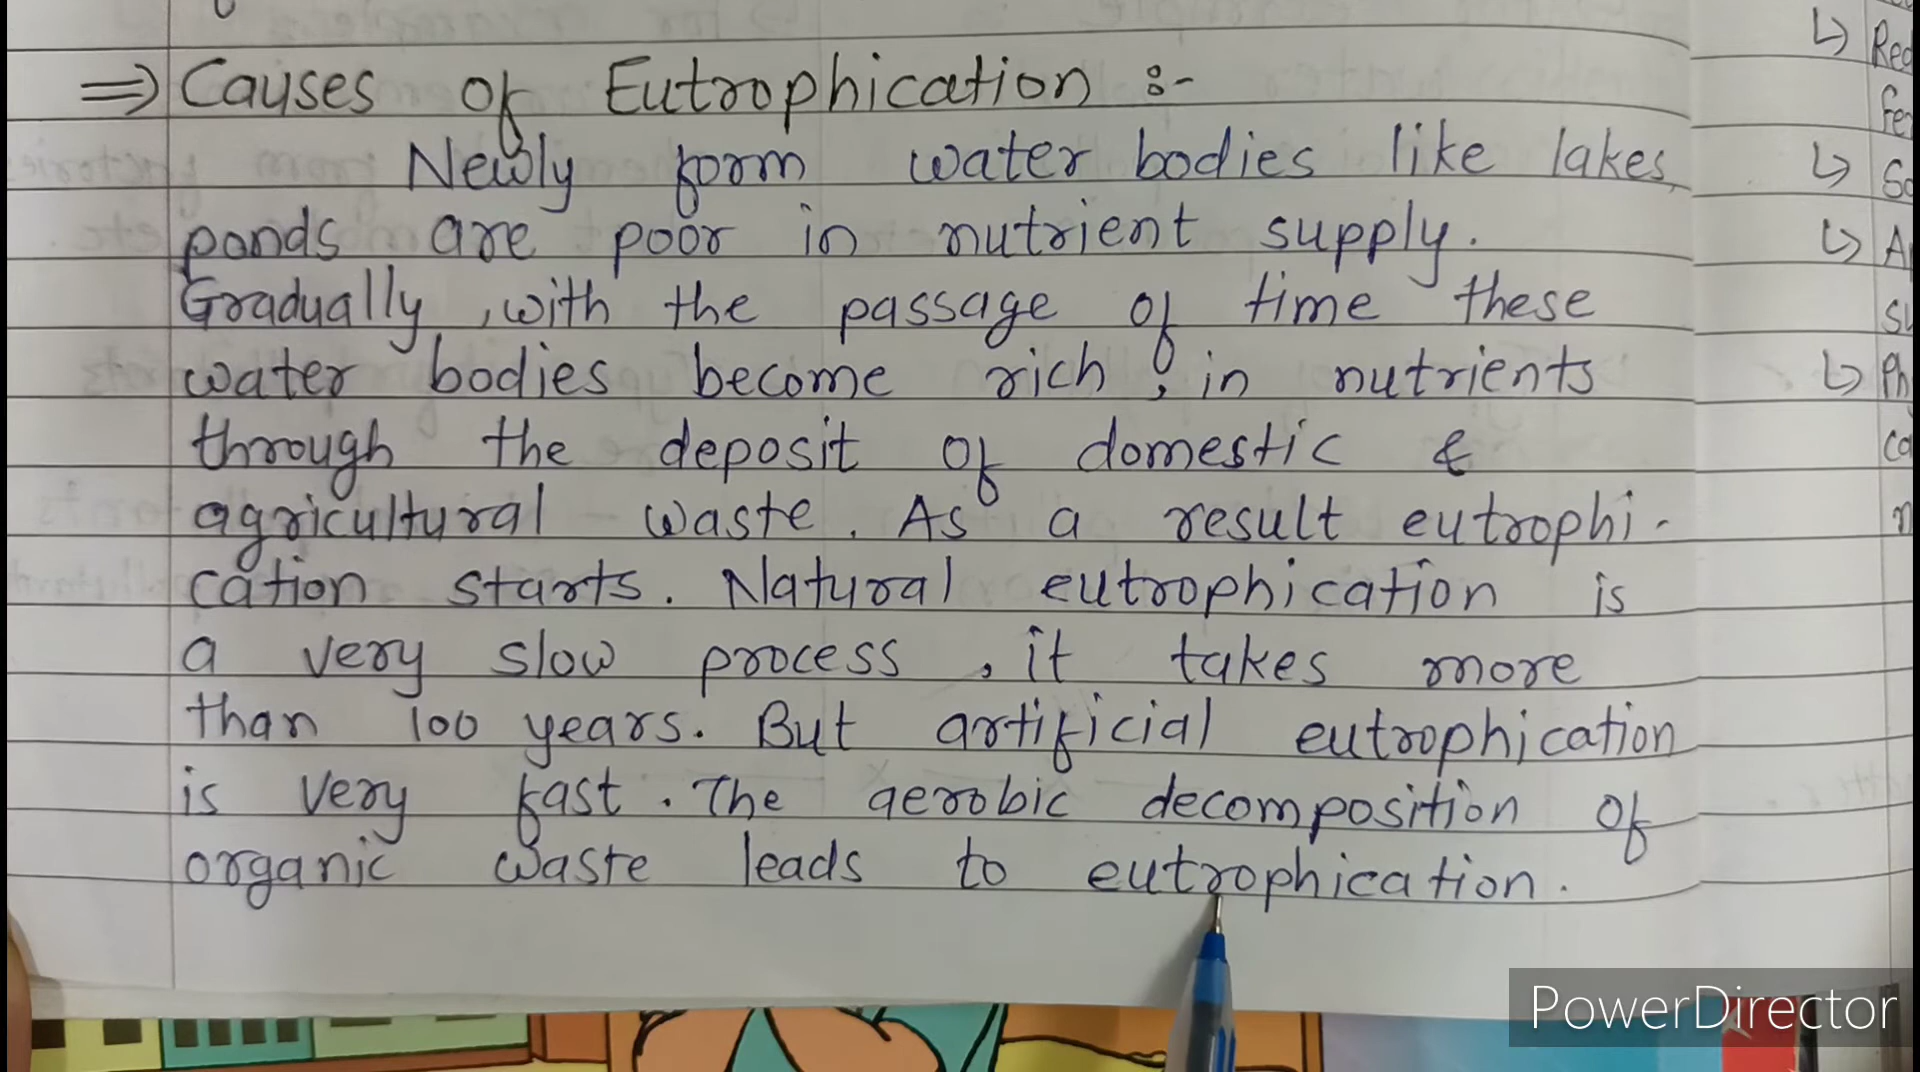 ⇒ Causes of Eutrophication :-
Newly form water bodies like lakes,
ponds are poor in nutrient supply.
Gradually, with the passage of time these
water bodies become rich, in nutrients
through the deposit of domestic &
agricultural waste. As a result eutrophi-
cation starts. Natural eutrophication is
a very slow process, it takes more
than 100 years. But artificial eutrophication
is very fast. The aerobic decomposition of
organic waste leads to eutrophication.
PowerDirector